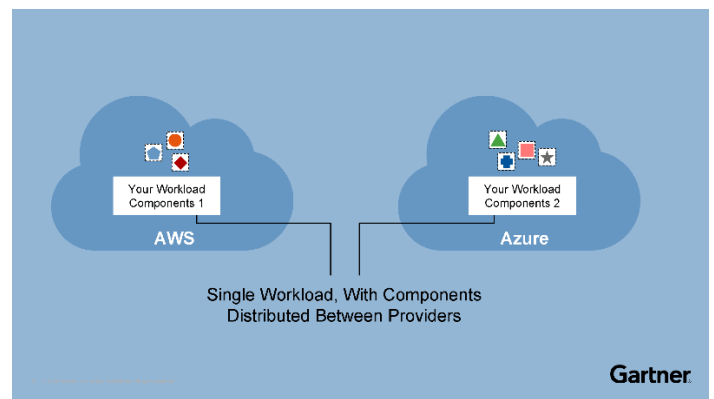 Your Workload
Components 1
AWS
Your Workload
Components 2
Azure
Single Workload, With Components
Distributed Between Providers
Gartner